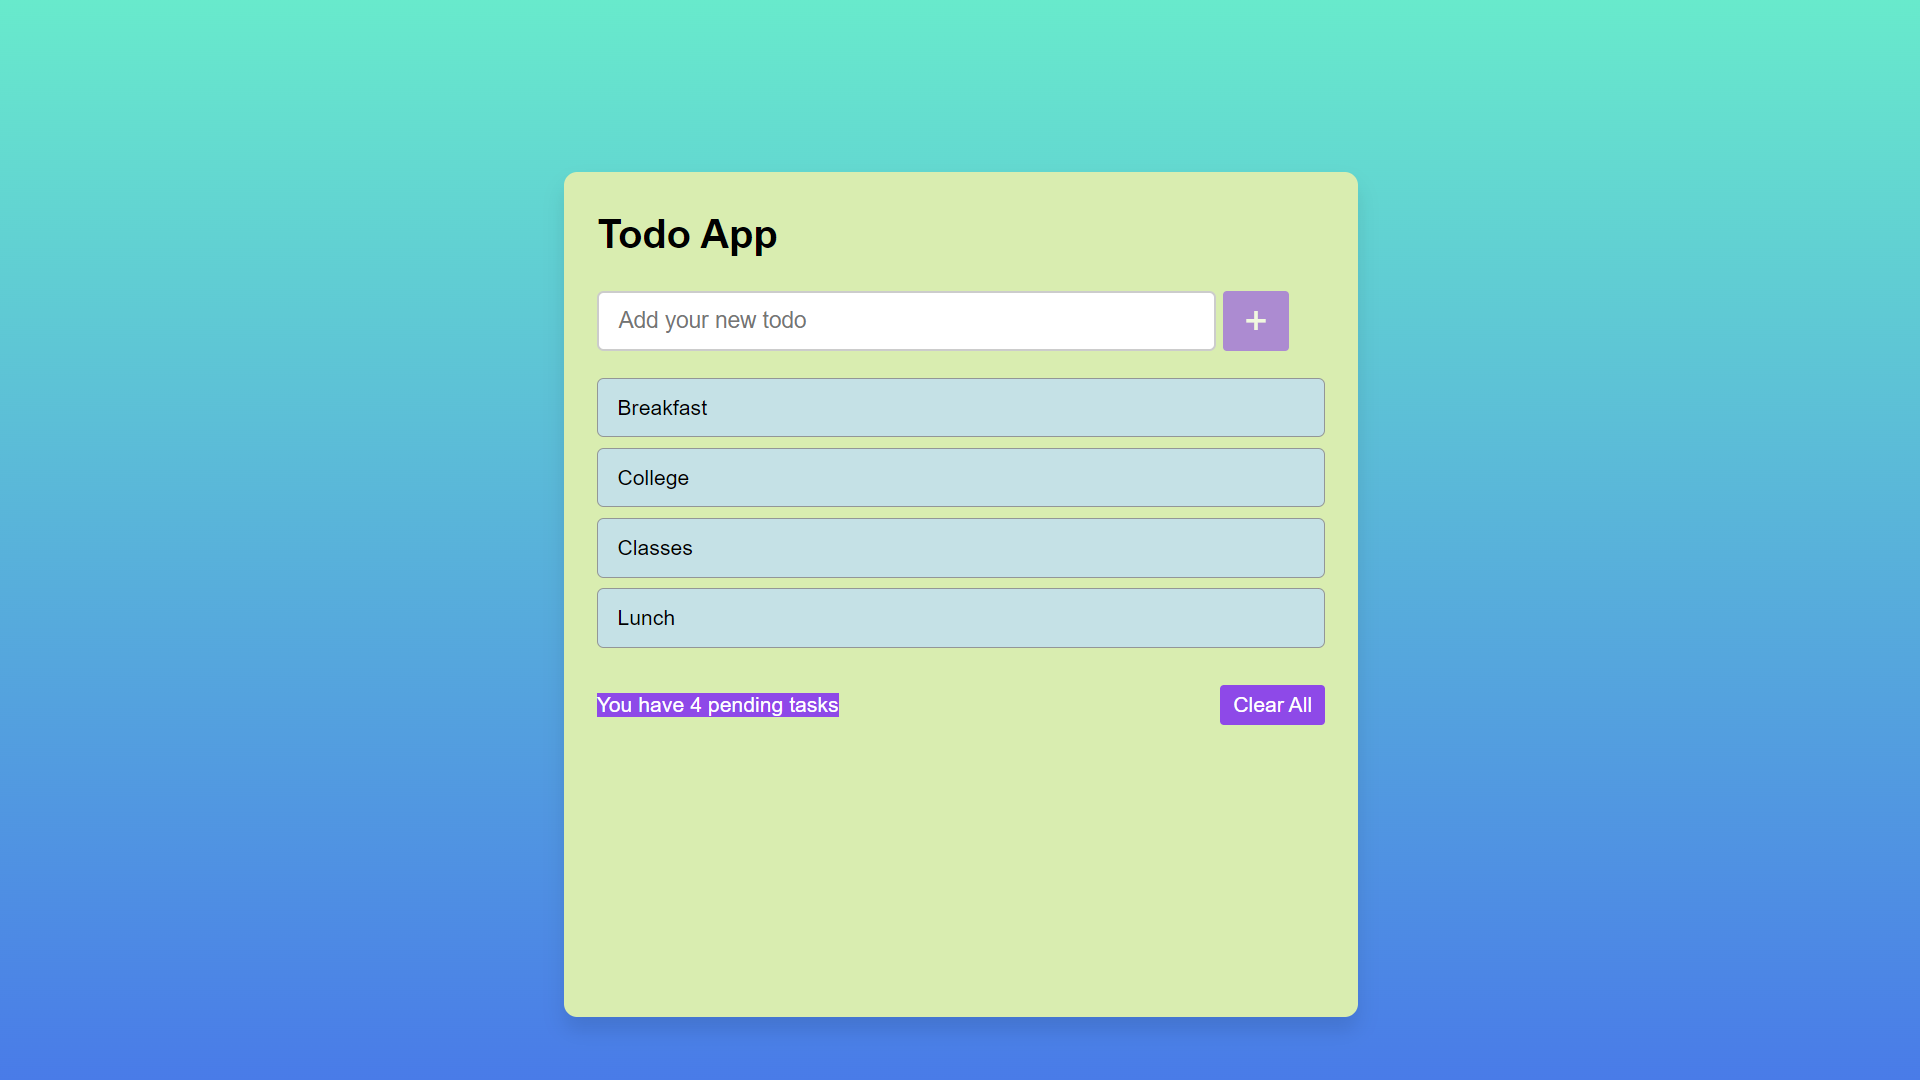 Todo App
Add your new todo
+
Breakfast
College
Classes
Lunch
You have 4 pending tasks
Clear All